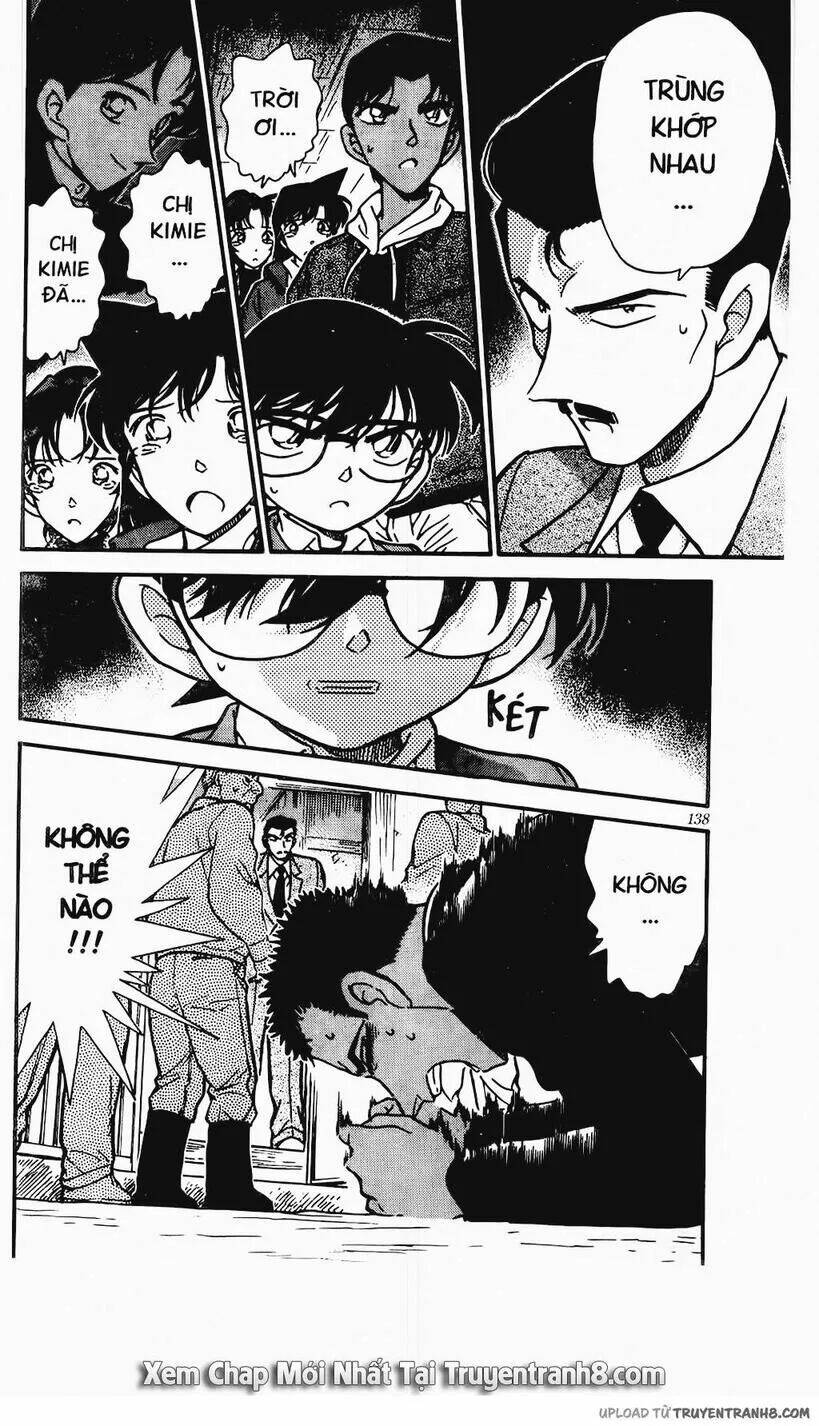 TRÙNG
KHỚP
NHAU
...
TRỜI
ƠI...
CHỊ
KIMIE
...
CHỊ
KIMIE
ĐÃ...
KÉT
138
KHÔNG
...
KHÔNG
THỂ
NÀO
!!!
Xem Chap Mới Nhất Tại Truyentranh8.com
UPLOAD TỪ TRUYENTRANH8.COM